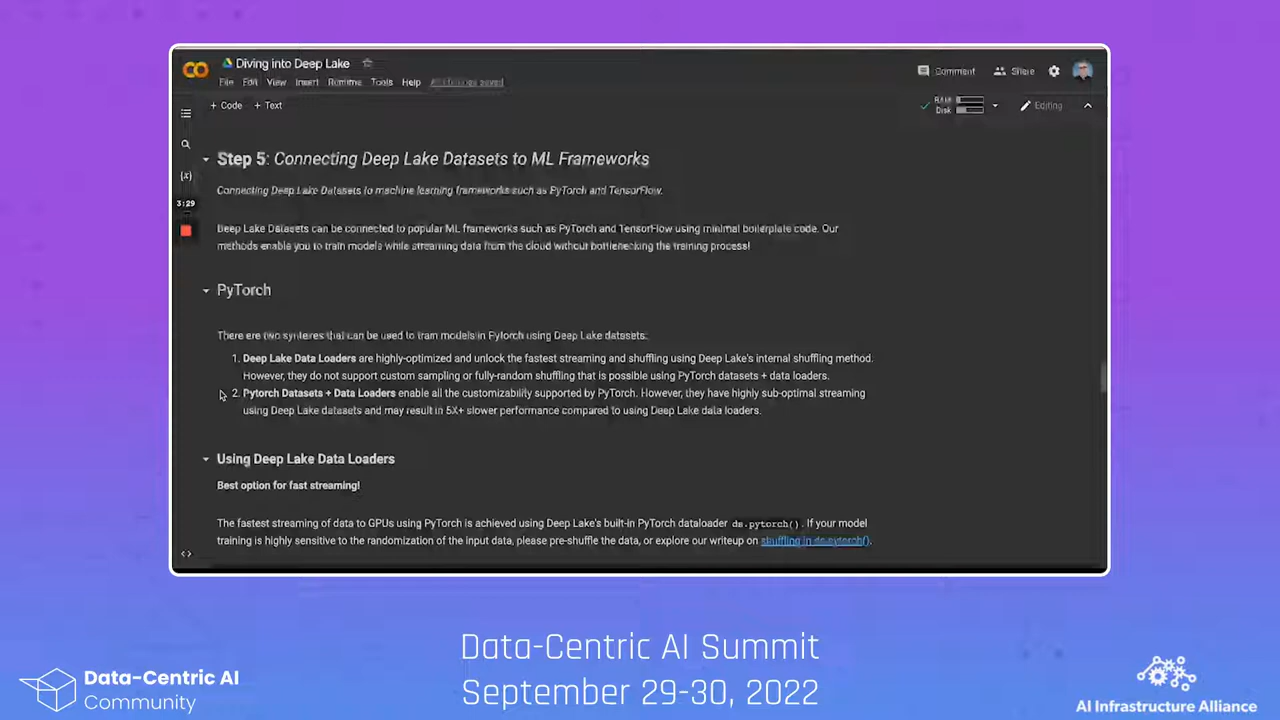 Diving into Deep Lake
File Edit View Insert Runtime Tools Help All changes saved
Comment Share
+ Code + Text
RAM
Disk
Editing
{x}
3:29
Step 5: Connecting Deep Lake Datasets to ML Frameworks
Connecting Deep Lake Datasets to machine learning frameworks such as PyTorch and TensorFlow.
Deep Lake Datasets can be connected to popular ML frameworks such as PyTorch and TensorFlow using minimal boilerplate code. Our
methods enable you to train models while streaming data from the cloud without bottlenecking the training process!
PyTorch
There are two syntaxes that can be used to train models in Pytorch using Deep Lake datasets:
1. Deep Lake Data Loaders are highly-optimized and unlock the fastest streaming and shuffling using Deep Lake's internal shuffling method.
However, they do not support custom sampling or fully-random shuffling that is possible using PyTorch datasets + data loaders.
2. Pytorch Datasets + Data Loaders enable all the customizability supported by PyTorch. However, they have highly sub-optimal streaming
using Deep Lake datasets and may result in 5X+ slower performance compared to using Deep Lake data loaders.
Using Deep Lake Data Loaders
Best option for fast streaming!
The fastest streaming of data to GPUs using PyTorch is achieved using Deep Lake's built-in PyTorch dataloader ds.pytorch(). If your model
training is highly sensitive to the randomization of the input data, please pre-shuffle the data, or explore our writeup on shuffling in ds.pytorch().
Data-Centric AI Summit
September 29-30, 2022
Data-Centric AI
Community
AI Infrastructure Alliance